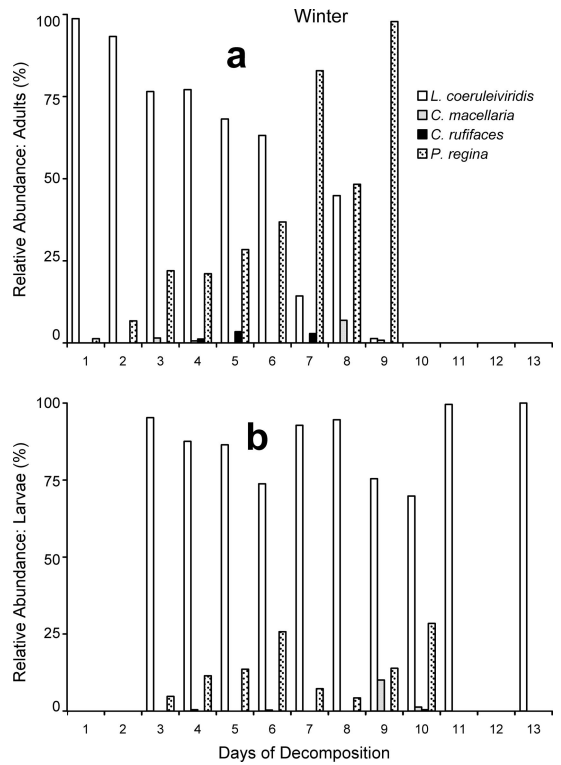 Winter
a
Relative Abundance: Adults (%)
100
75
50
25
0
L. coeruleiviridis
C. macellaria
C. rufifaces
P. regina
1 2 3 4 5 6 7 8 9 10 11 12 13
b
Relative Abundance: Larvae (%)
100
75
50
25
0
1 2 3 4 5 6 7 8 9 10 11 12 13
Days of Decomposition